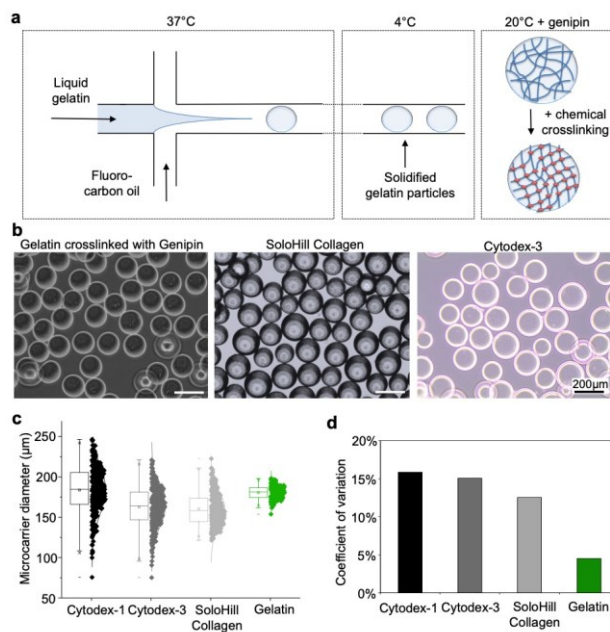 a
37°C
4°C
20°C + genipin
Liquid
gelatin
Fluoro-
carbon oil
Solidified
gelatin particles
+ chemical
crosslinking
b
Gelatin crosslinked with Genipin
SoloHill Collagen
Cytodex-3
200µm
c
Microcarrier diameter (µm)
250
200
150
100
50
Cytodex-1
Cytodex-3
SoloHill
Collagen
Gelatin
d
Coefficient of variation
20%
15%
10%
5%
0%
Cytodex-1
Cytodex-3
SoloHill
Collagen
Gelatin